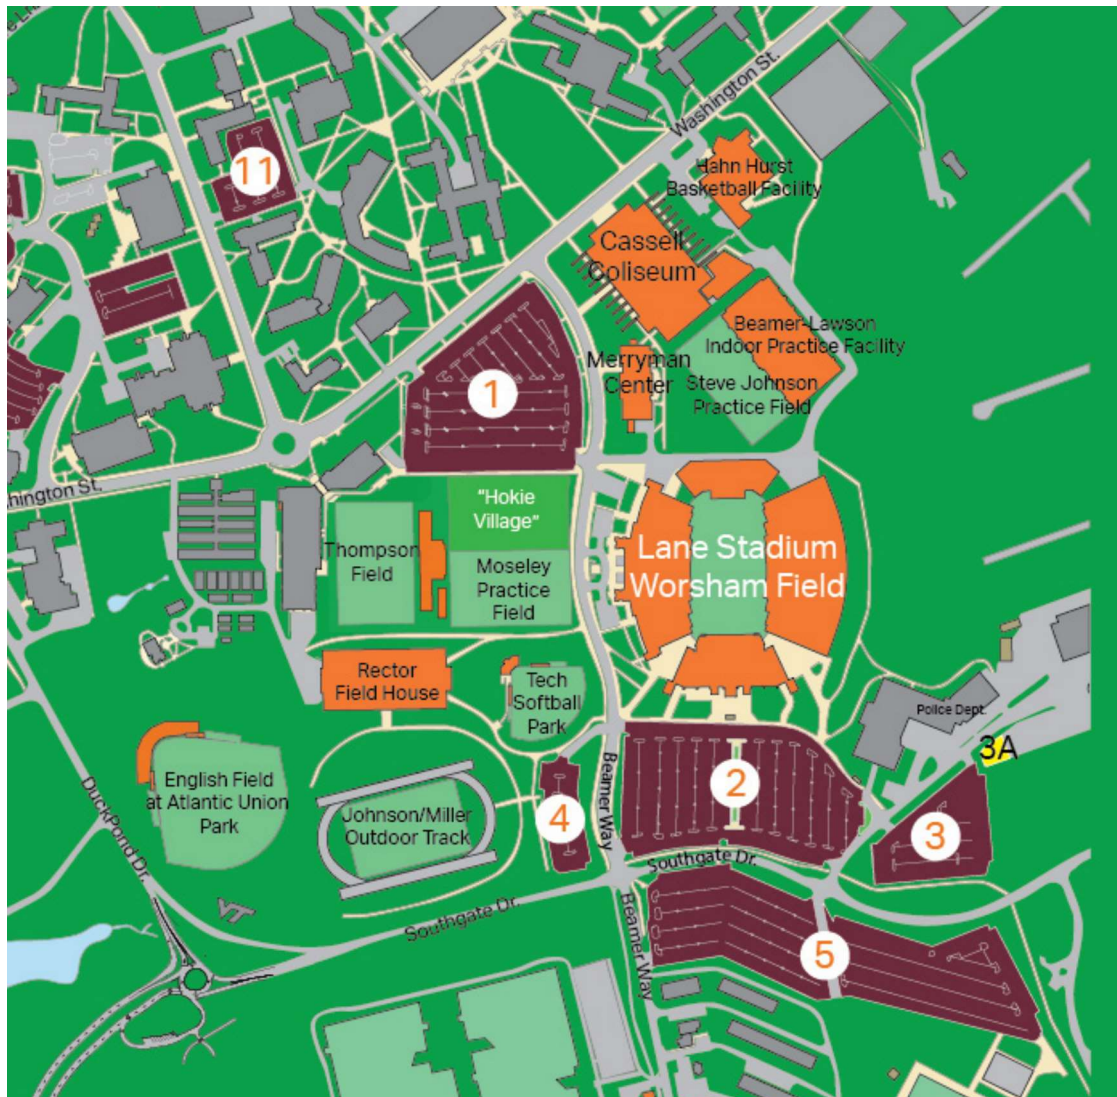 Washington St.
Hahn Hurst
Basketball Facility
11
Cassell
Coliseum
Beamer-Lawson
Indoor Practice Facility
Merryman
Center
Steve Johnson
Practice Field
1
"Hokie
Village"
Thompson
Field
Moseley
Practice
Field
Lane Stadium
Worsham Field
Rector
Field House
Tech
Softball
Park
Police Dept.
3A
English Field
at Atlantic Union
Park
Johnson/Miller
Outdoor Track
4
Beamer Way
2
3
Southgate Dr.
DuckPond Dr.
VT
Southgate Dr.
Beamer Way
5